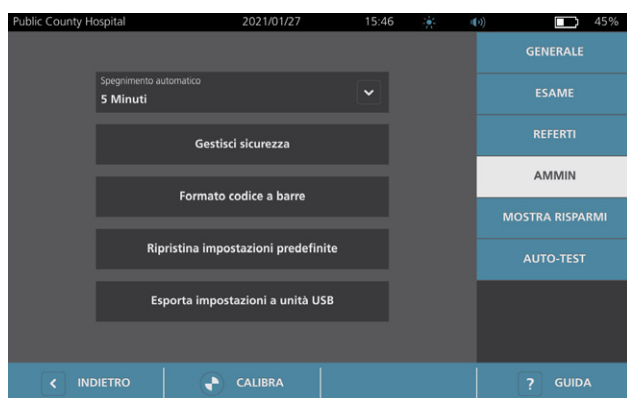 Public County Hospital 2021/01/27 15:46 45%
GENERALE
Spegnimento automatico
5 Minuti
ESAME
Gestisci sicurezza
REFERTI
Formato codice a barre
AMMIN
MOSTRA RISPARMI
Ripristina impostazioni predefinite
AUTO-TEST
Esporta impostazioni a unità USB
INDIETRO CALIBRA ? GUIDA